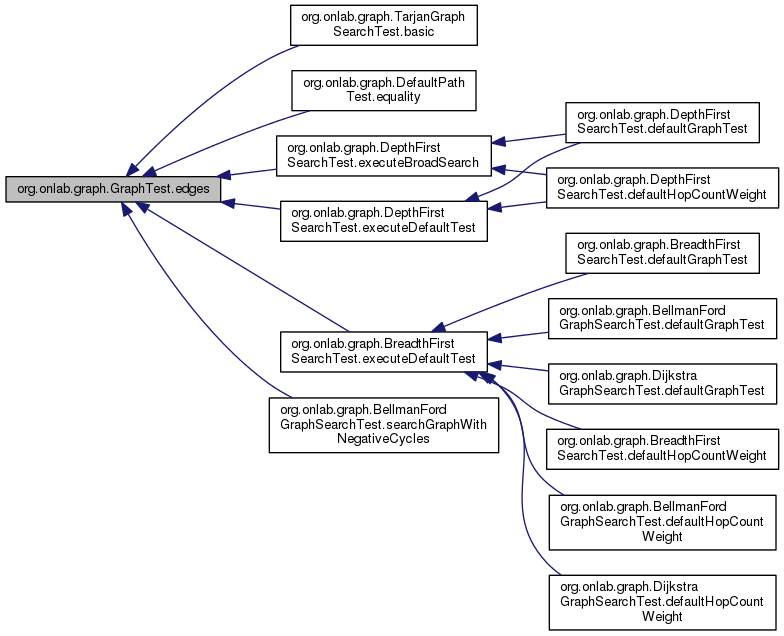 org.onlab.graph.TarjanGraph
SearchTest.basic
org.onlab.graph.DefaultPath
Test.equality
org.onlab.graph.DepthFirst
SearchTest.defaultGraphTest
org.onlab.graph.DepthFirst
SearchTest.executeBroadSearch
org.onlab.graph.GraphTest.edges
org.onlab.graph.DepthFirst
SearchTest.defaultHopCountWeight
org.onlab.graph.DepthFirst
SearchTest.executeDefaultTest
org.onlab.graph.BreadthFirst
SearchTest.defaultGraphTest
org.onlab.graph.BellmanFord
GraphSearchTest.defaultGraphTest
org.onlab.graph.BreadthFirst
SearchTest.executeDefaultTest
org.onlab.graph.Dijkstra
GraphSearchTest.defaultGraphTest
org.onlab.graph.BellmanFord
GraphSearchTest.searchGraphWith
NegativeCycles
org.onlab.graph.BreadthFirst
SearchTest.defaultHopCountWeight
org.onlab.graph.BellmanFord
GraphSearchTest.defaultHopCount
Weight
org.onlab.graph.Dijkstra
GraphSearchTest.defaultHopCount
Weight